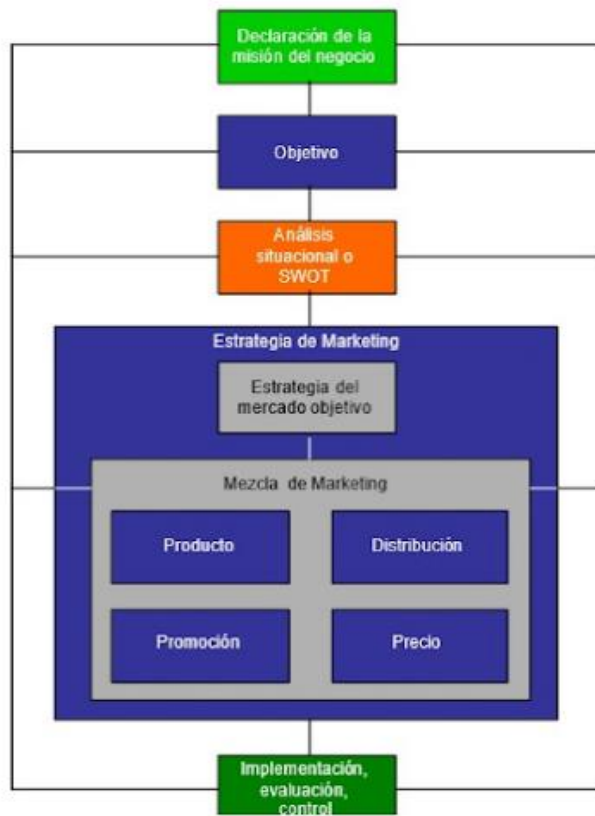 Declaración de la
misión del negocio
Objetivo
Análisis
situacional o
SWOT
Estrategia de Marketing
Estrategia del
mercado objetivo
Mezcla de Marketing
Producto
Distribución
Promoción
Precio
Implementación,
evaluación,
control